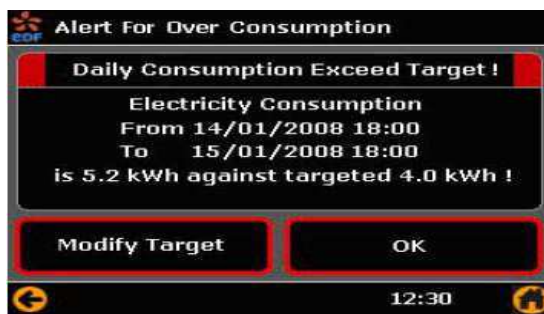 eDF Alert For Over Consumption
Daily Consumption Exceed Target !
Electricity Consumption
From 14/01/2008 18:00
To 15/01/2008 18:00
is 5.2 kWh against targeted 4.0 kWh !
Modify Target OK
12:30